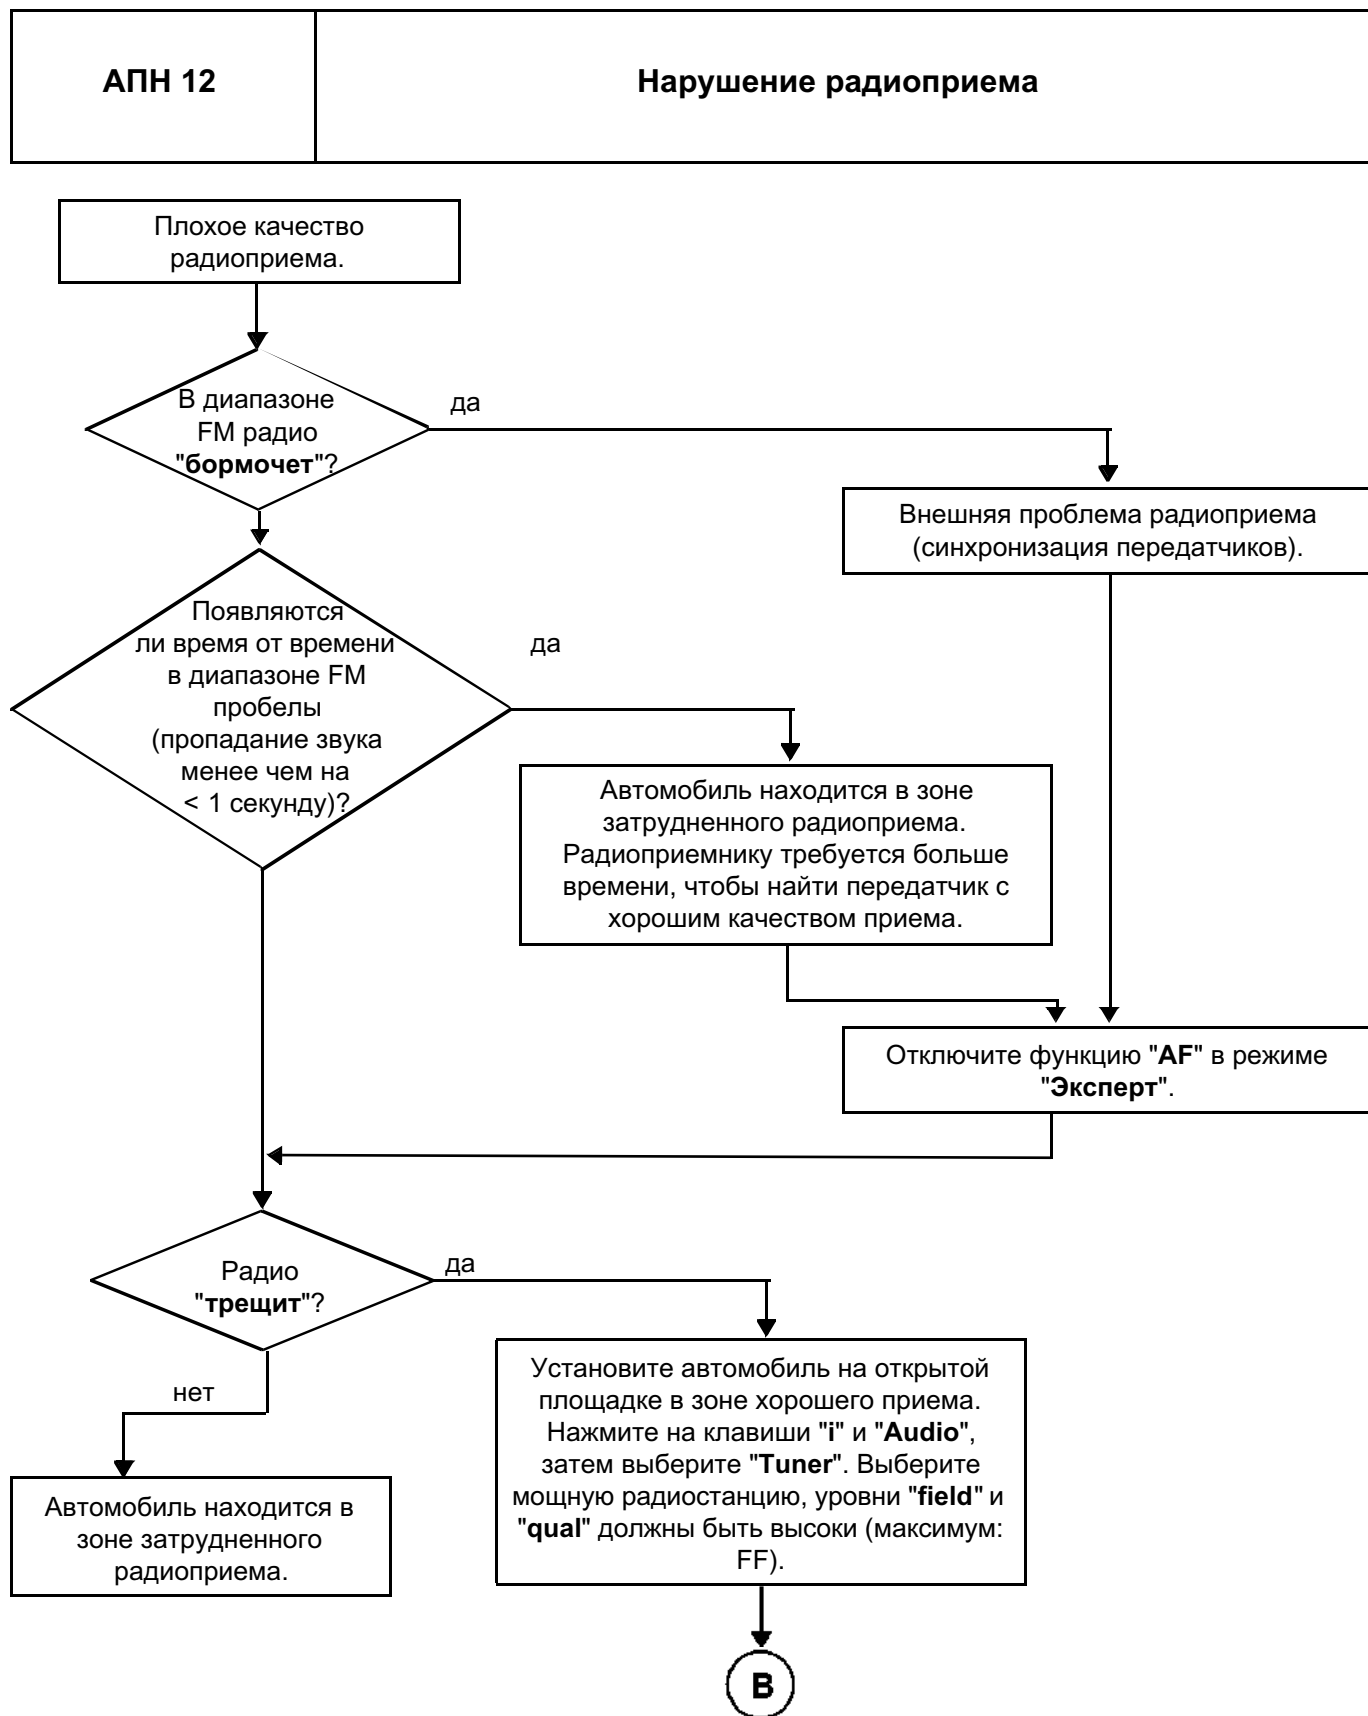 АПН 12
Нарушение радиоприема
Плохое качество
радиоприема.
В диапазоне
FM радио
"бормочет"?
да
Внешняя проблема радиоприема
(синхронизация передатчиков).
Появляются
ли время от времени
в диапазоне FM
пробелы
(пропадание звука
менее чем на
< 1 секунду)?
да
Автомобиль находится в зоне
затрудненного радиоприема.
Радиоприемнику требуется больше
времени, чтобы найти передатчик с
хорошим качеством приема.
Отключите функцию "AF" в режиме
"Эксперт".
Радио
"трещит"?
да
нет
Установите автомобиль на открытой
площадке в зоне хорошего приема.
Нажмите на клавиши "i" и "Audio",
затем выберите "Tuner". Выберите
мощную радиостанцию, уровни "field" и
"qual" должны быть высоки (максимум:
FF).
Автомобиль находится в
зоне затрудненного
радиоприема.
B